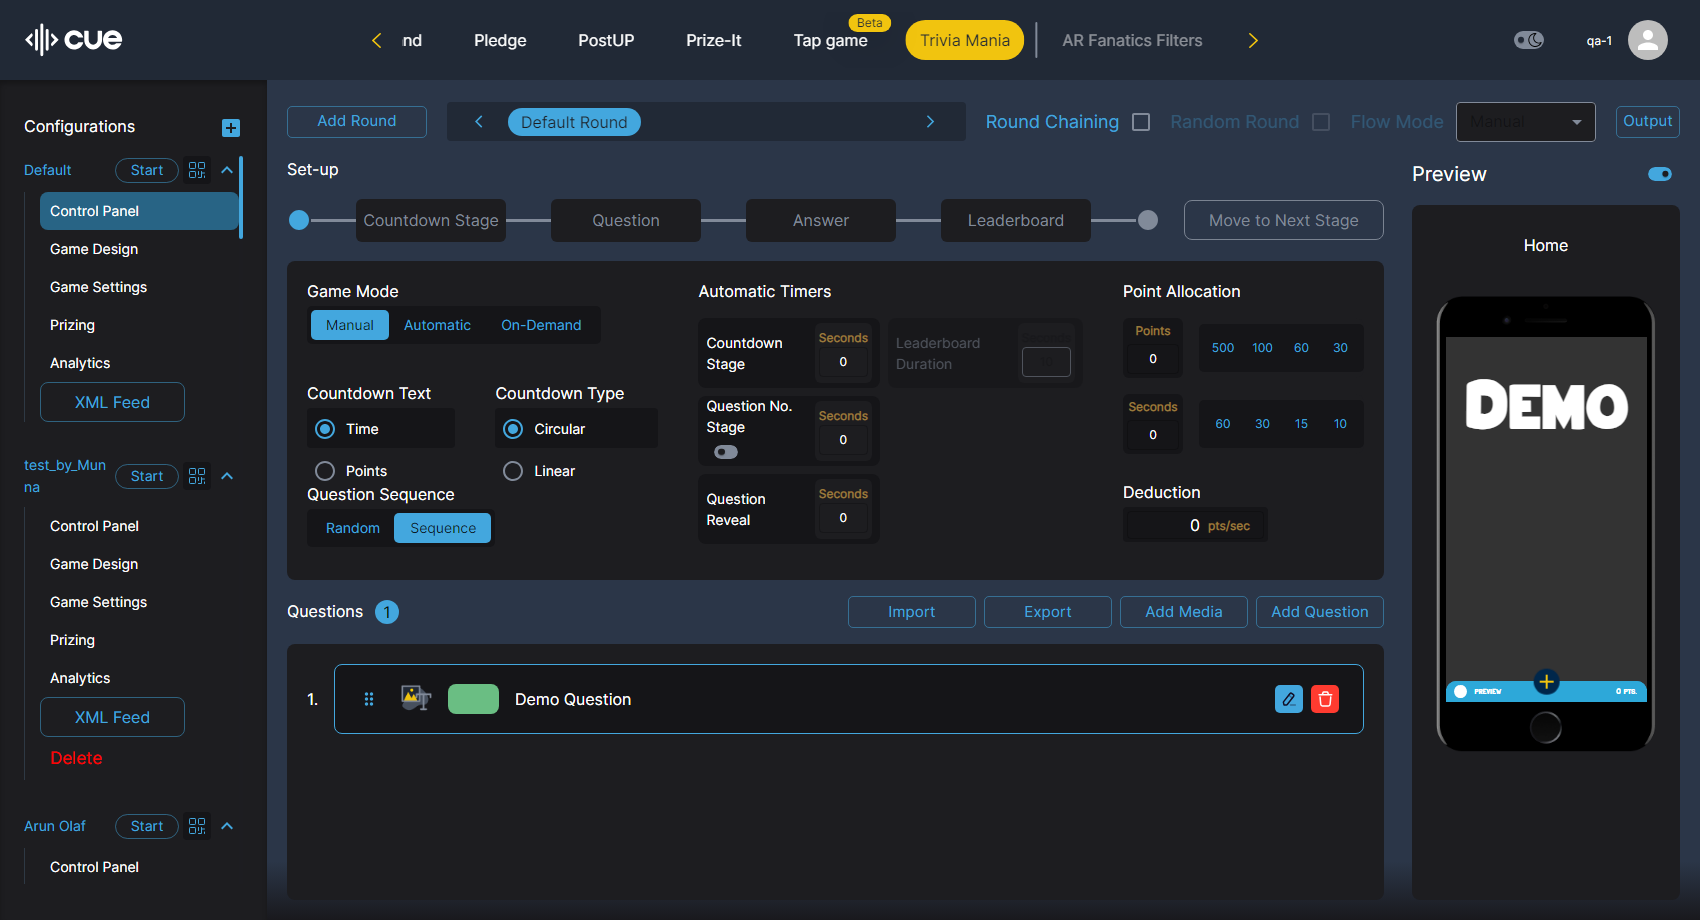 cue
nd
Pledge
PostUP
Prize-It
Tap game
Beta
Trivia Mania
AR Fanatics Filters
qa-1
Configurations
Default
Start
Control Panel
Game Design
Game Settings
Prizing
Analytics
XML Feed
test_by_Mun
na
Start
Control Panel
Game Design
Game Settings
Prizing
Analytics
XML Feed
Delete
Arun Olaf
Start
Control Panel
Add Round
Default Round
Round Chaining
Random Round
Flow Mode
Manual
Output
Set-up
Countdown Stage
Question
Answer
Leaderboard
Move to Next Stage
Game Mode
Manual
Automatic
On-Demand
Countdown Text
Time
Points
Countdown Type
Circular
Linear
Question Sequence
Random
Sequence
Automatic Timers
Countdown
Stage
Seconds
0
Leaderboard
Duration
Question No.
Stage
Seconds
0
Question
Reveal
Seconds
0
Point Allocation
Points
0
500
100
60
30
Seconds
0
60
30
15
10
Deduction
0 pts/sec
Questions 1
Import
Export
Add Media
Add Question
1.
Demo Question
Preview
Home
DEMO
PREVIEW
0 PTS.